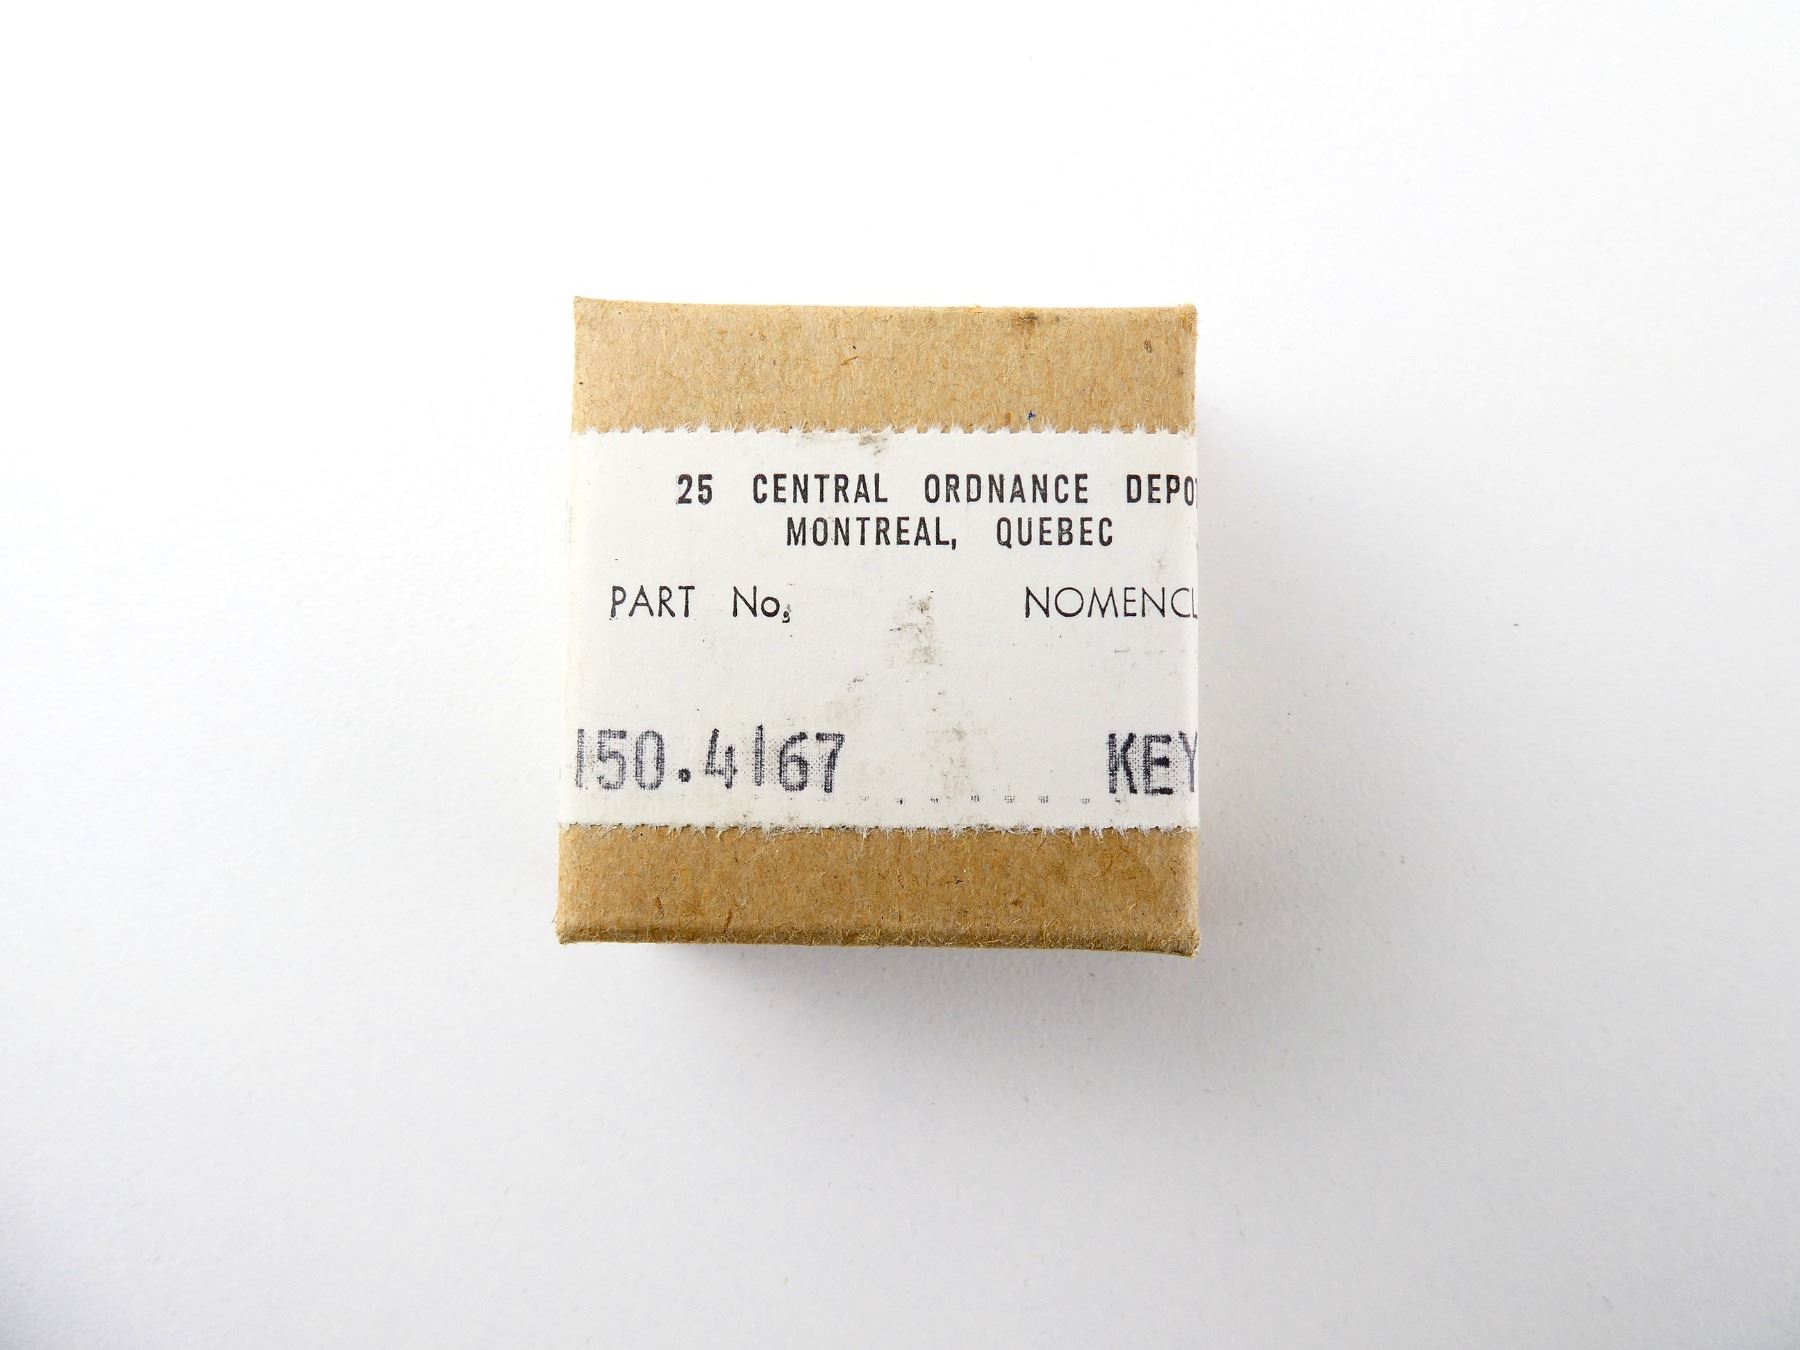 25 CENTRAL ORDNANCE DEPO
MONTREAL, QUEBEC
PART No. NOMENCL
150.4167 KEY